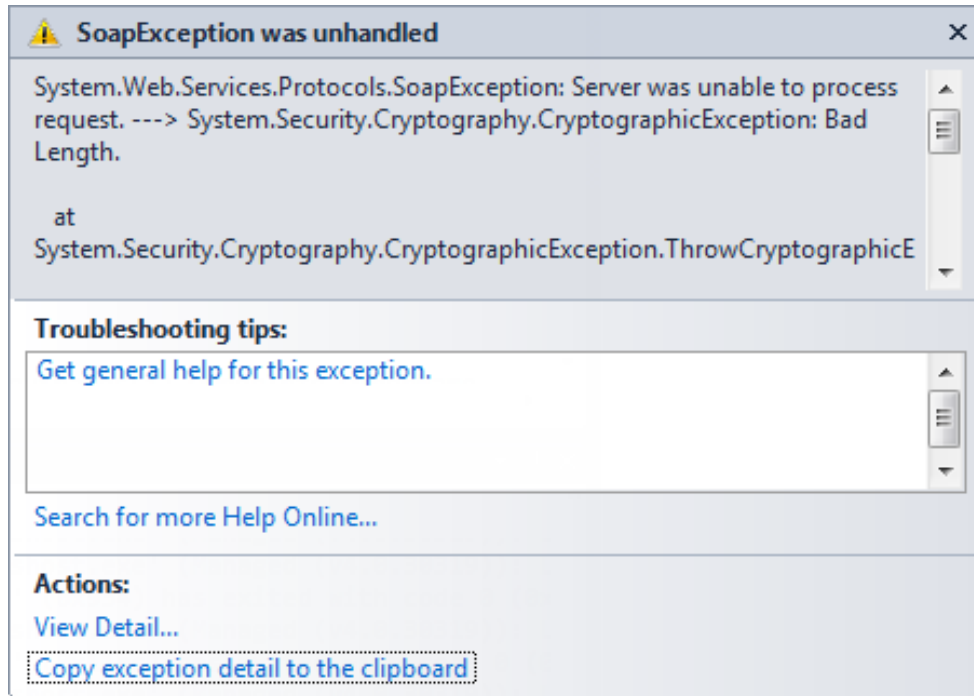 SoapException was unhandled
System.Web.Services.Protocols.SoapException: Server was unable to process
request. ---> System.Security.Cryptography.CryptographicException: Bad
Length.
at
System.Security.Cryptography.CryptographicException.ThrowCryptographicE
Troubleshooting tips:
Get general help for this exception.
Search for more Help Online...
Actions:
View Detail...
Copy exception detail to the clipboard